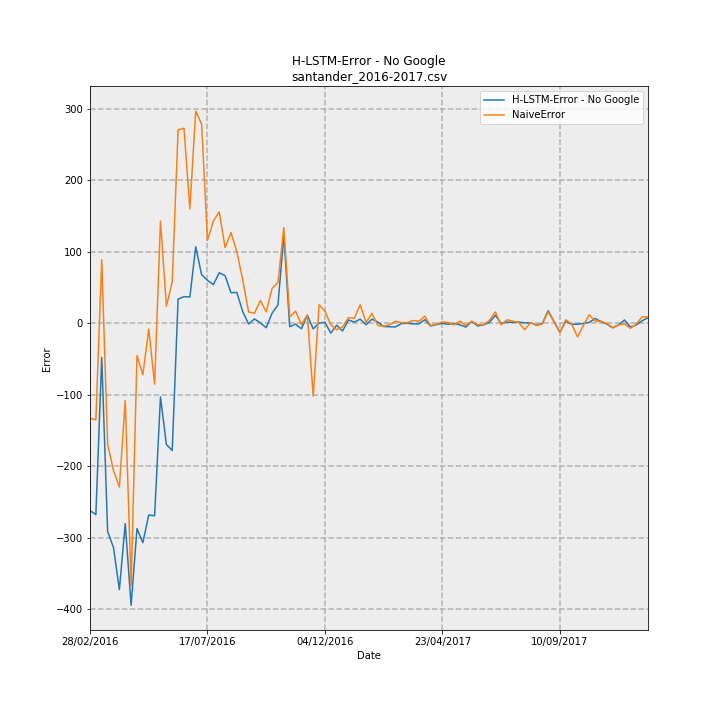 H-LSTM-Error - No Google
santander_2016-2017.csv
H-LSTM-Error - No Google
NaiveError
300
200
100
0
−100
−200
−300
−400
Error
28/02/2016 17/07/2016 04/12/2016 23/04/2017 10/09/2017
Date